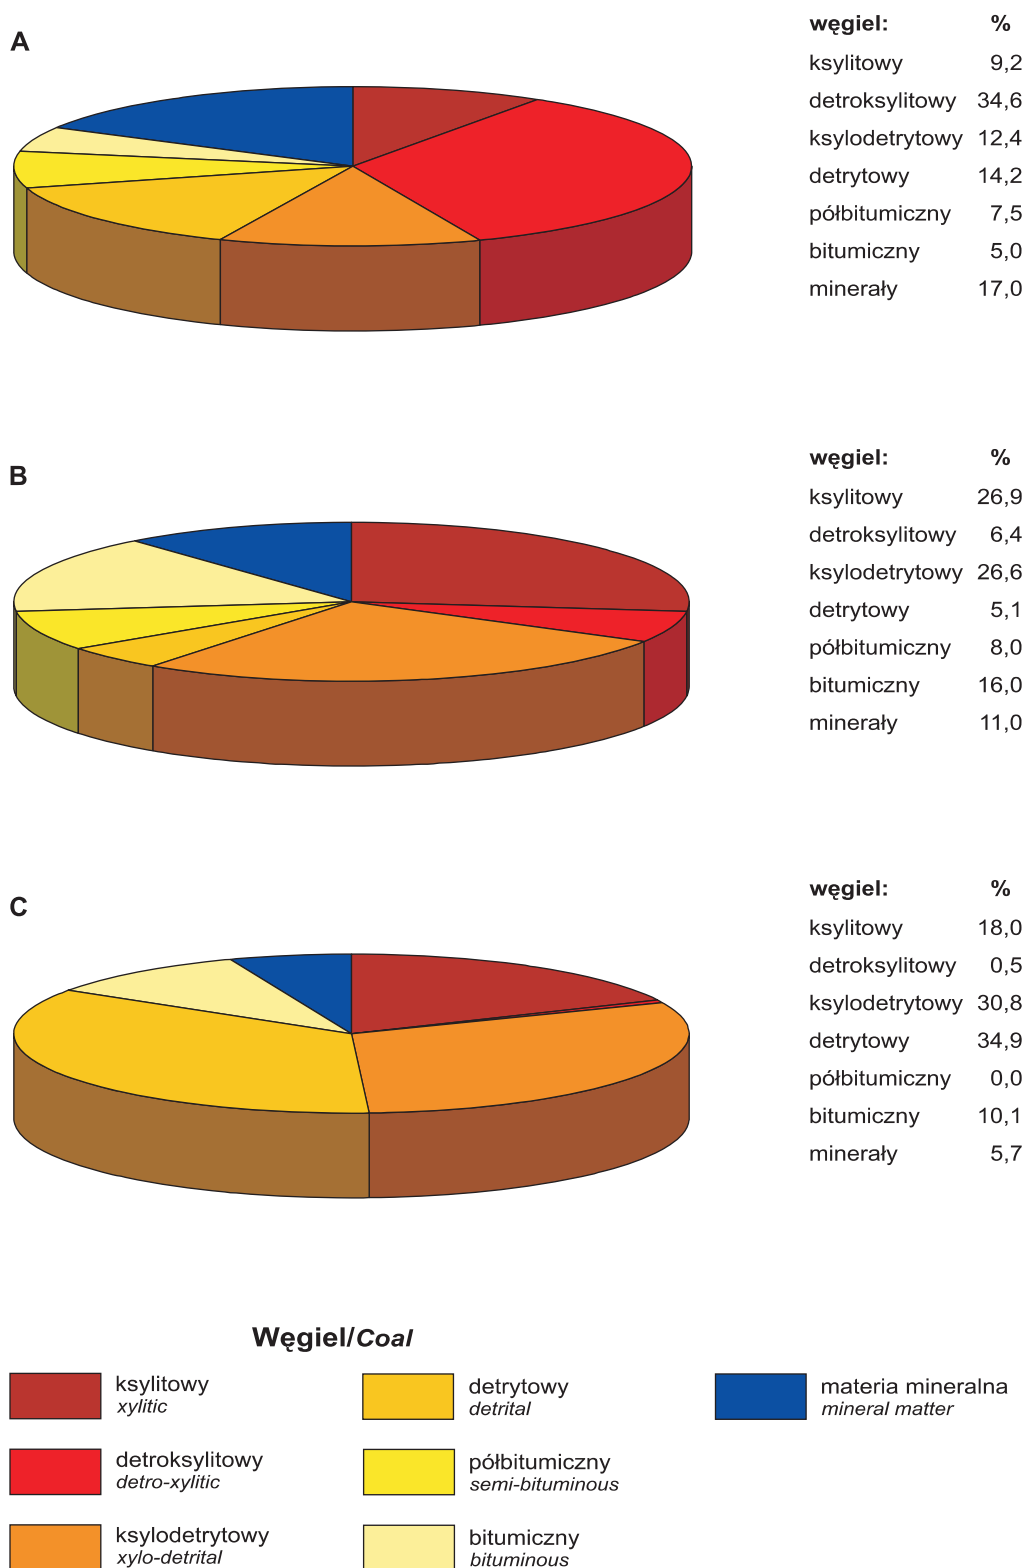 A
węgiel: %
ksylitowy 9,2
detroksylitowy 34,6
ksylodetrytowy 12,4
detrytowy 14,2
półbitumiczny 7,5
bitumiczny 5,0
minerały 17,0
B
węgiel: %
ksylitowy 26,9
detroksylitowy 6,4
ksylodetrytowy 26,6
detrytowy 5,1
półbitumiczny 8,0
bitumiczny 16,0
minerały 11,0
C
węgiel: %
ksylitowy 18,0
detroksylitowy 0,5
ksylodetrytowy 30,8
detrytowy 34,9
półbitumiczny 0,0
bitumiczny 10,1
minerały 5,7
Węgiel/Coal
ksylitowy
xylitic
detroksylitowy
detro-xylitic
ksylodetrytowy
xylo-detrital
detrytowy
detrital
półbitumiczny
semi-bituminous
bitumiczny
bituminous
materia mineralna
mineral matter